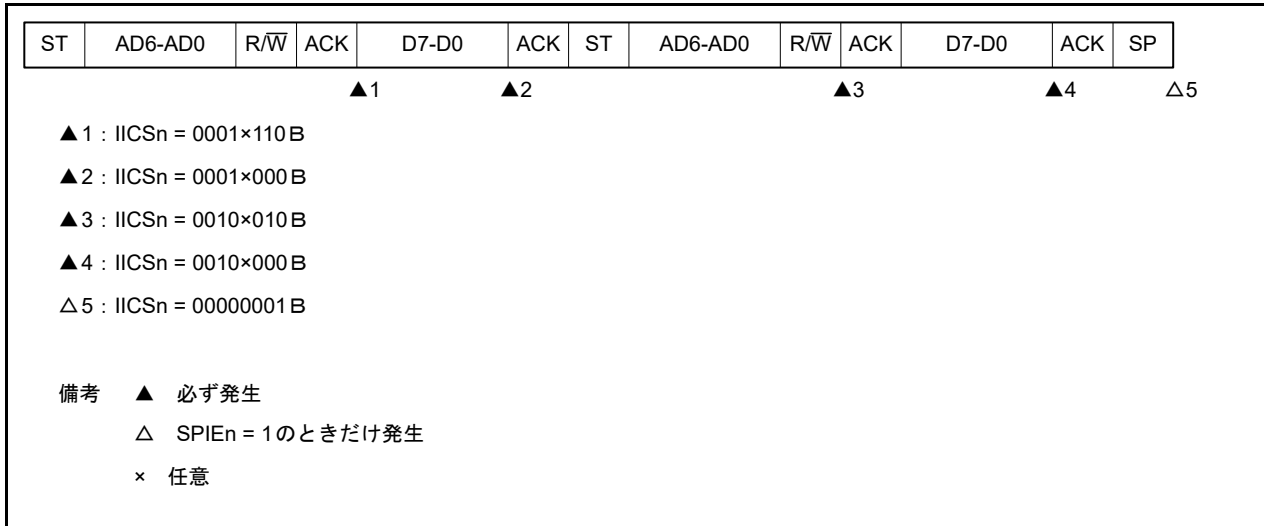 ST AD6-AD0 R/W̅ ACK D7-D0 ACK ST AD6-AD0 R/W̅ ACK D7-D0 ACK SP
▲1 ▲2 ▲3 ▲4 △5
▲1：IICSn = 0001×110B
▲2：IICSn = 0001×000B
▲3：IICSn = 0010×010B
▲4：IICSn = 0010×000B
△5：IICSn = 00000001B
備考 ▲ 必ず発生
△ SPIEn = 1のときだけ発生
× 任意